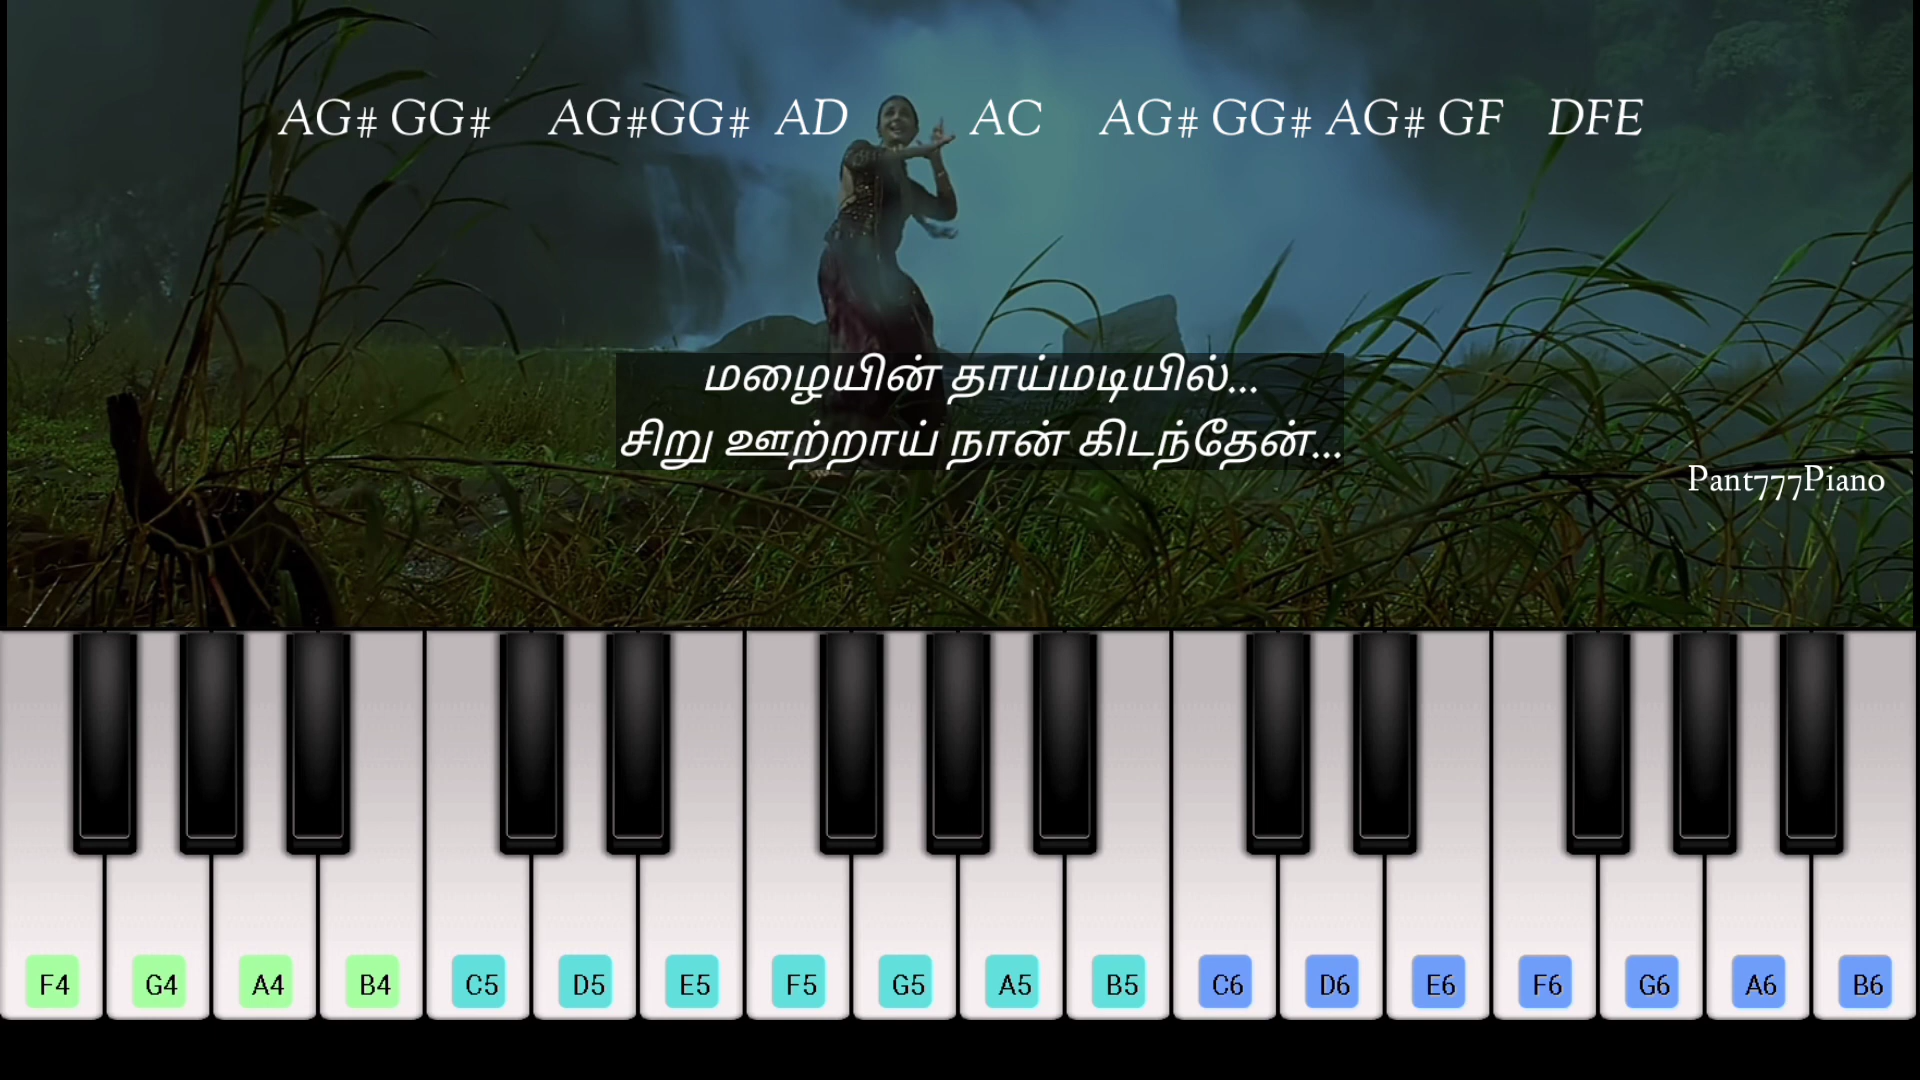 AG# GG# AG#GG# AD AC AG# GG# AG# GF DFE
மழையின் தாய்மடியில்...
சிறு ஊற்றாய் நான் கிடந்தேன்...
Pant777Piano
F4 G4 A4 B4 C5 D5 E5 F5 G5 A5 B5 C6 D6 E6 F6 G6 A6 B6